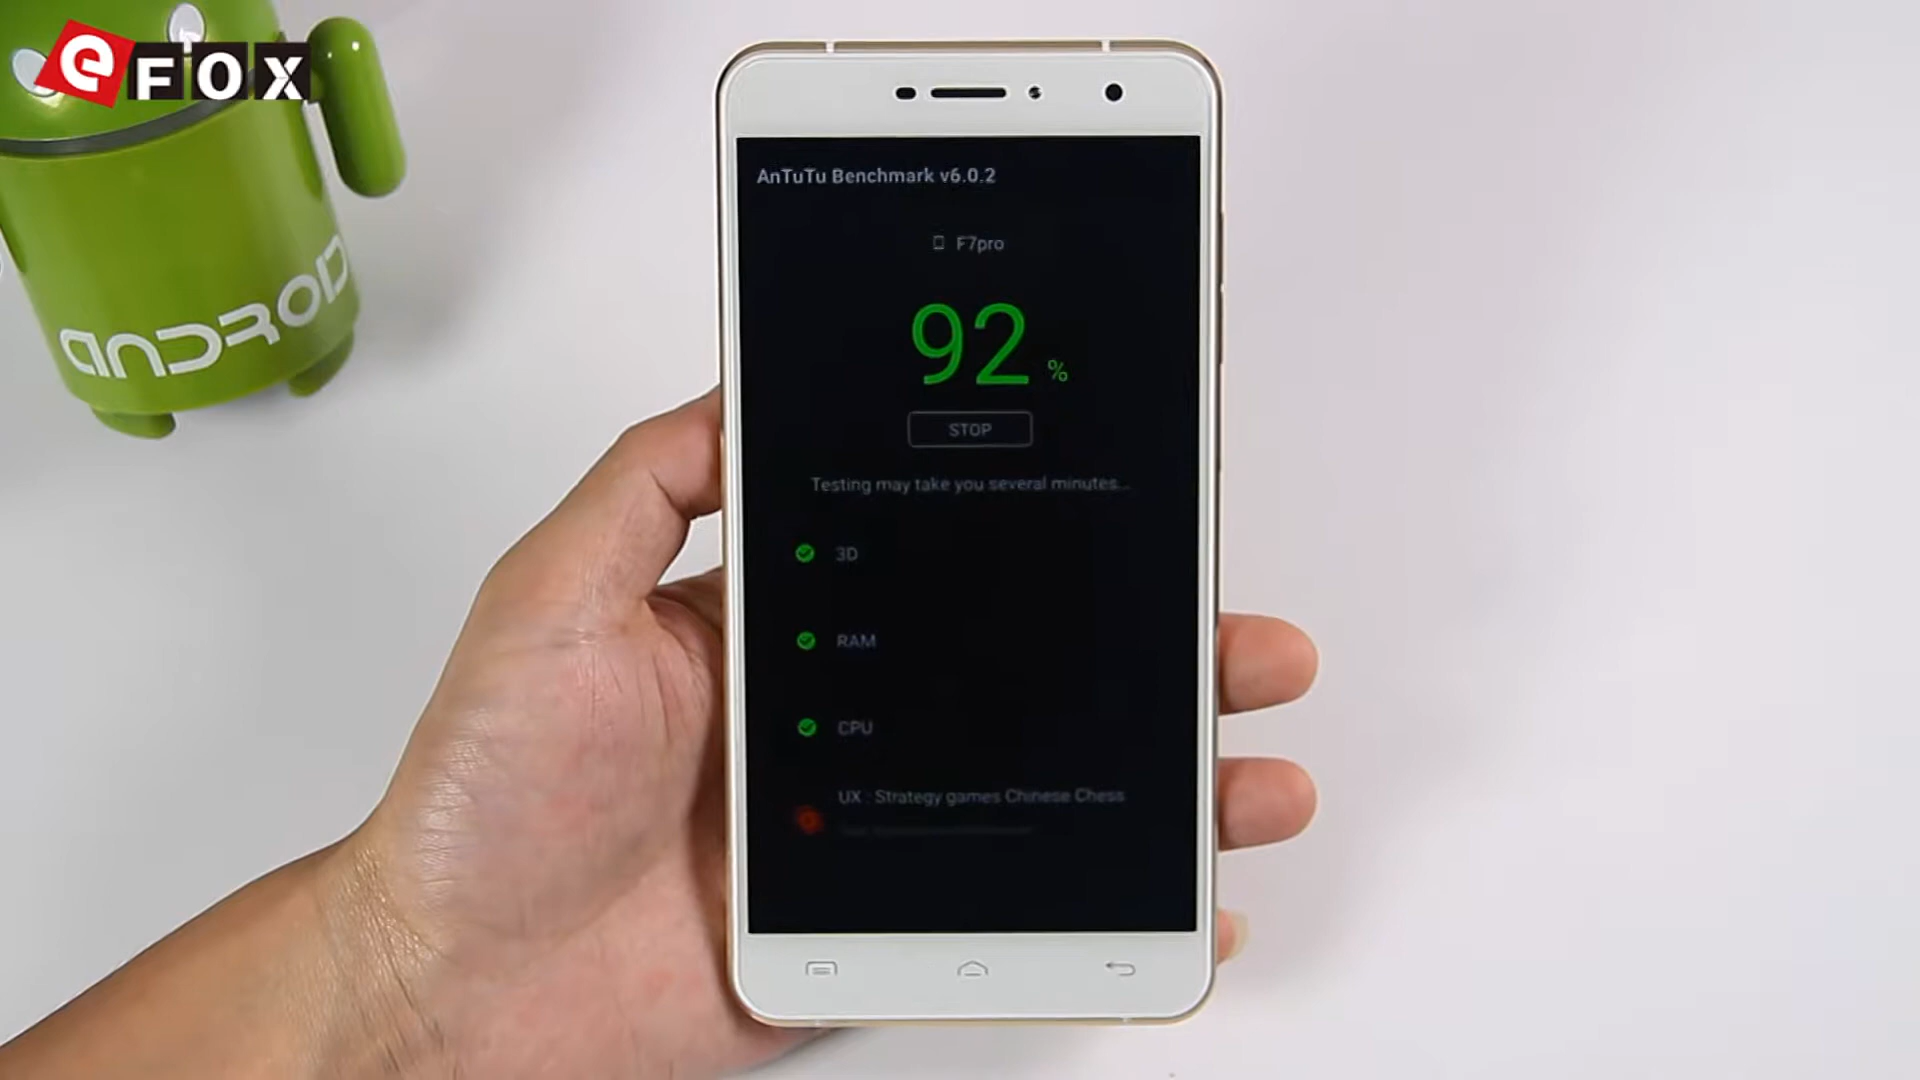 eFOX
ANDROID
AnTuTu Benchmark v6.0.2
F7pro
92 %
STOP
Testing may take you several minutes...
3D
RAM
CPU
UX : Strategy games Chinese Chess